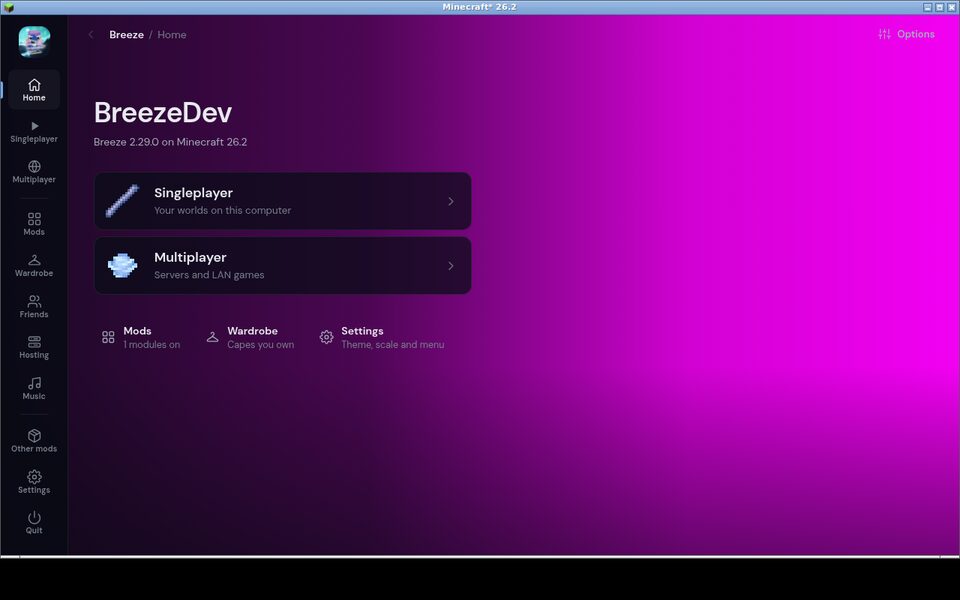 Minecraft* 26.2
Breeze / Home
Options
Home
Singleplayer
Multiplayer
Mods
Wardrobe
Friends
Hosting
Music
Other mods
Settings
Quit
BreezeDev
Breeze 2.29.0 on Minecraft 26.2
Singleplayer
Your worlds on this computer
Multiplayer
Servers and LAN games
Mods
1 modules on
Wardrobe
Capes you own
Settings
Theme, scale and menu